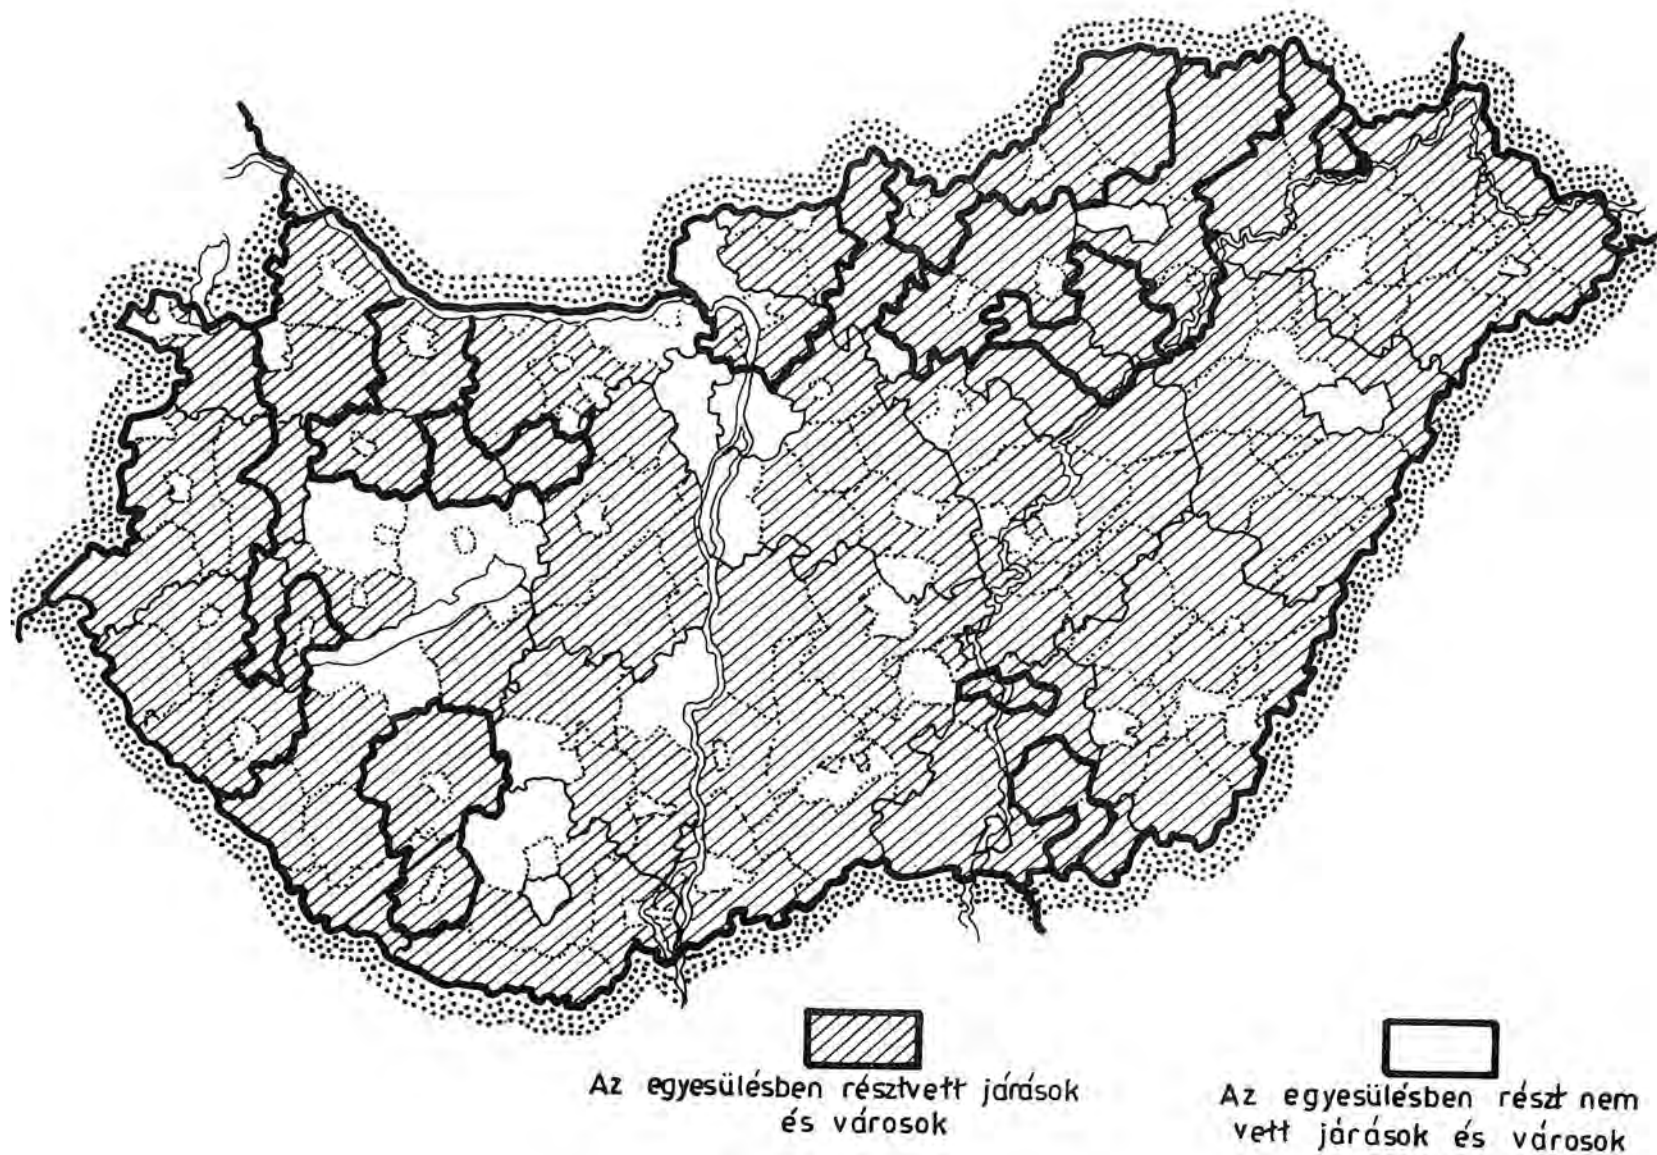 Az egyesülésben résztvett járások
és városok
Az egyesülésben részt nem
vett járások és városok